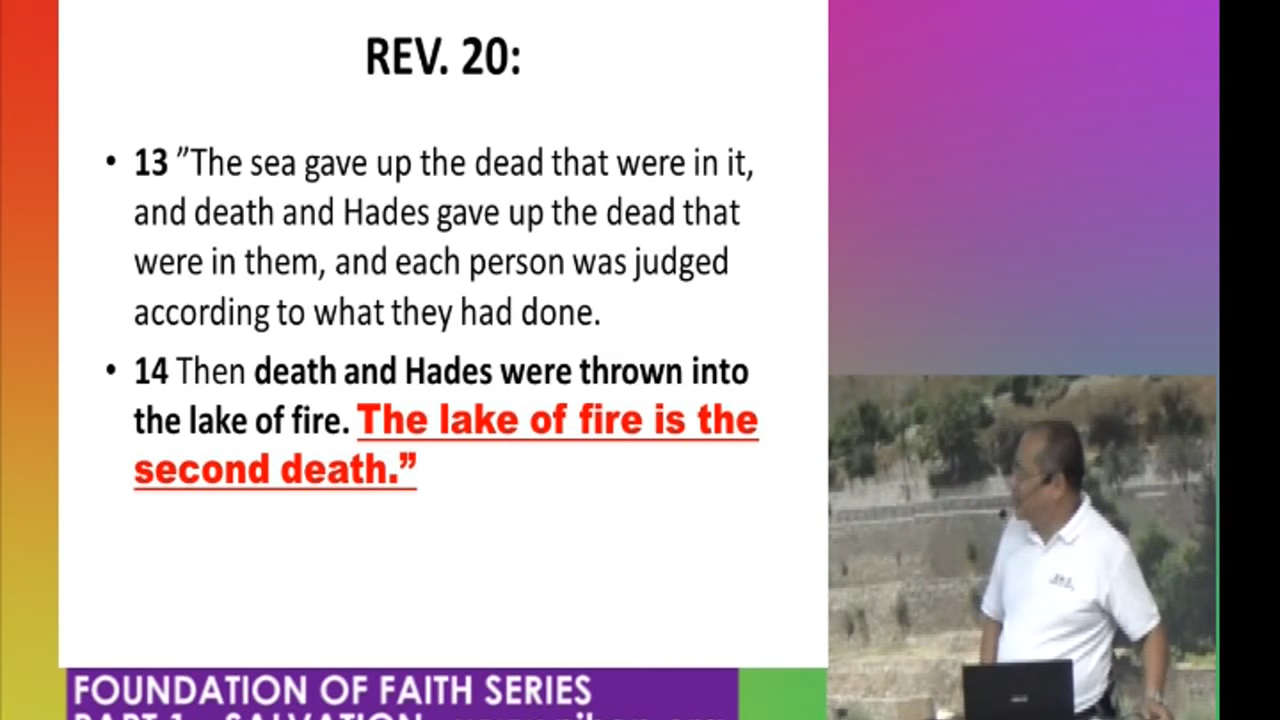 REV. 20:
• 13 ”The sea gave up the dead that were in it,
and death and Hades gave up the dead that
were in them, and each person was judged
according to what they had done.
• 14 Then death and Hades were thrown into
the lake of fire. The lake of fire is the
second death.”
FOUNDATION OF FAITH SERIES
PART 1 - SALVATION